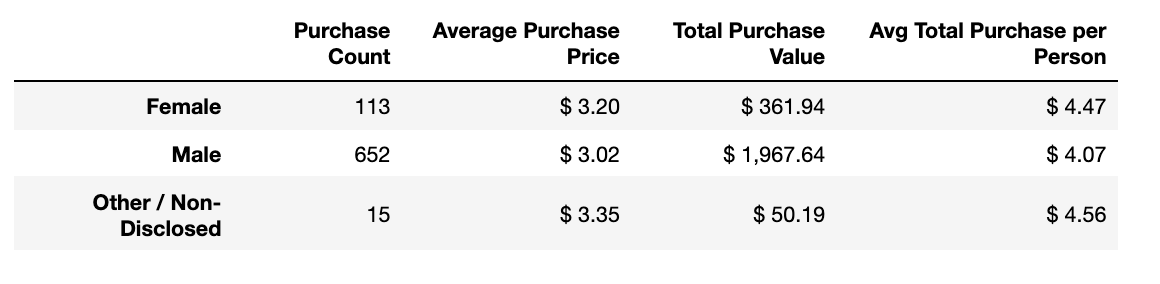 Purchase Count Average Purchase Price Total Purchase Value Avg Total Purchase per Person
Female 113 $ 3.20 $ 361.94 $ 4.47
Male 652 $ 3.02 $ 1,967.64 $ 4.07
Other / Non-Disclosed 15 $ 3.35 $ 50.19 $ 4.56